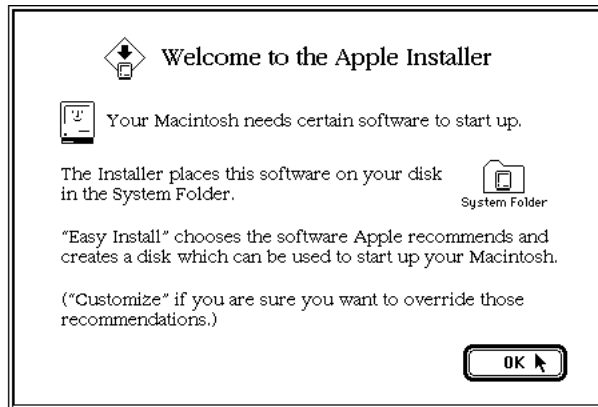 Welcome to the Apple Installer
Your Macintosh needs certain software to start up.
The Installer places this software on your disk
in the System Folder.
System Folder
“Easy Install” chooses the software Apple recommends and
creates a disk which can be used to start up your Macintosh.
(“Customize” if you are sure you want to override those
recommendations.)
OK